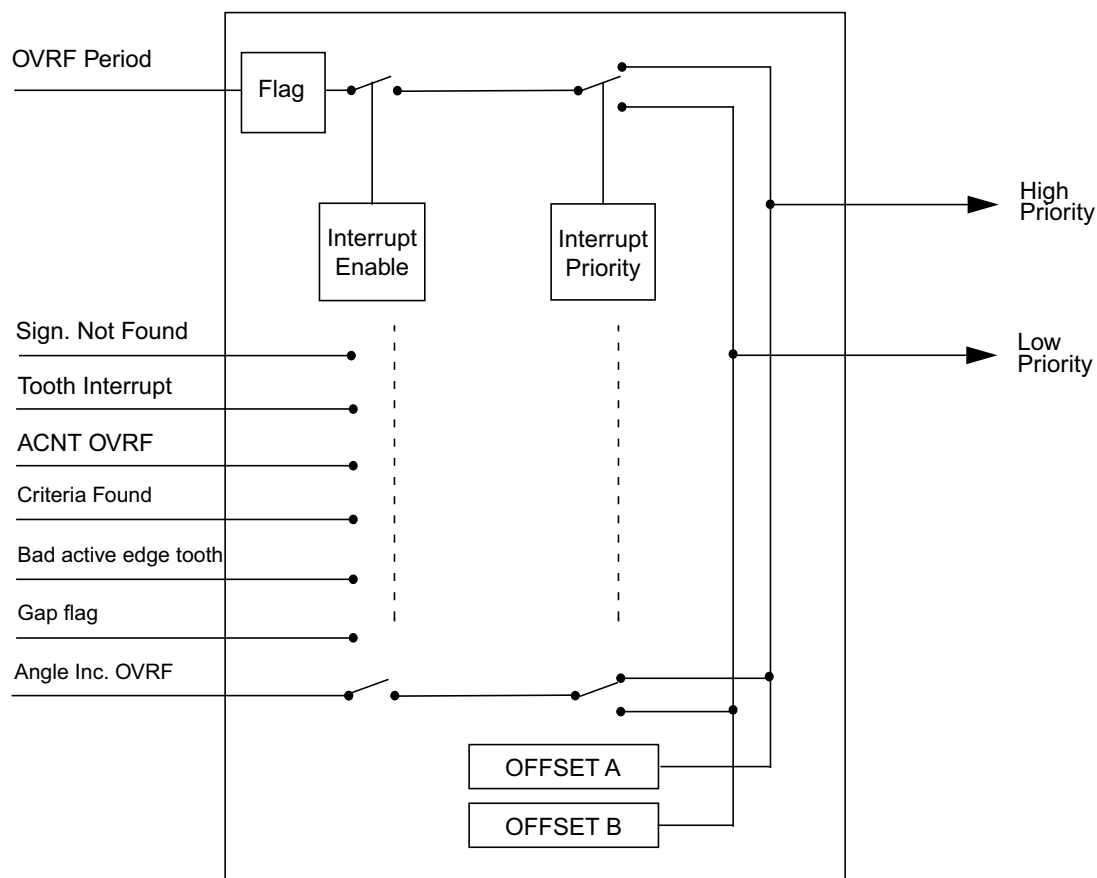 OVRF Period
Flag
High
Priority
Interrupt
Enable
Interrupt
Priority
Sign. Not Found
Low
Priority
Tooth Interrupt
ACNT OVRF
Criteria Found
Bad active edge tooth
Gap flag
Angle Inc. OVRF
OFFSET A
OFFSET B